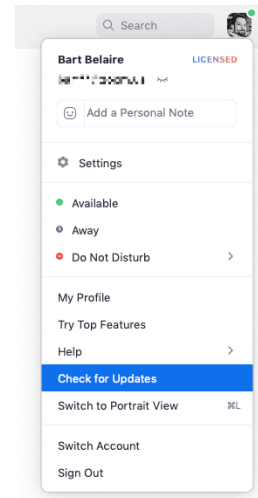 Search
Bart Belaire LICENSED
Add a Personal Note
Settings
Available
Away
Do Not Disturb
My Profile
Try Top Features
Help
Check for Updates
Switch to Portrait View ⌘L
Switch Account
Sign Out